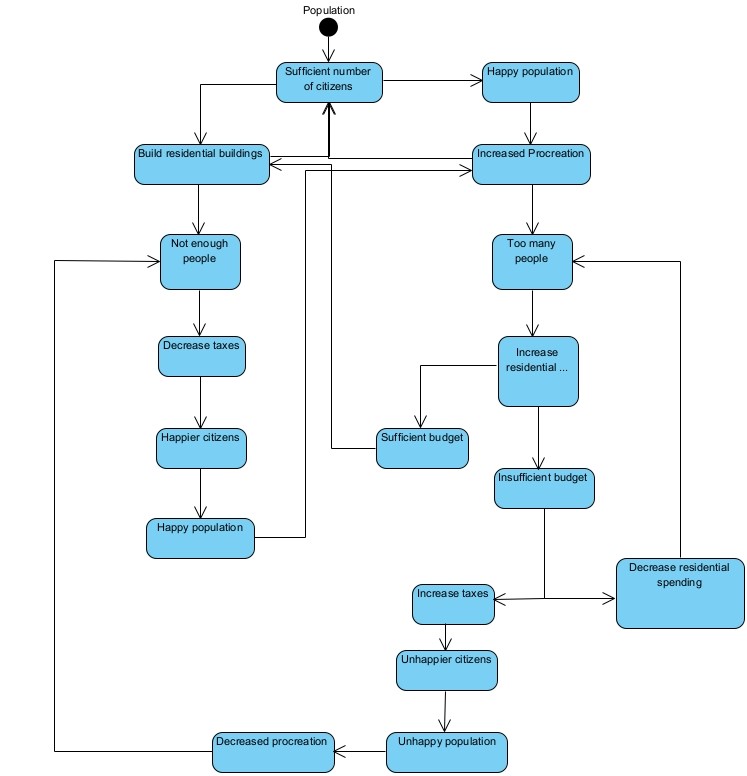 Population
Sufficient number
of citizens
Happy population
Build residential buildings
Increased Procreation
Not enough
people
Too many
people
Decrease taxes
Increase
residential ...
Happier citizens
Sufficient budget
Insufficient budget
Happy population
Decrease residential
spending
Increase taxes
Unhappier citizens
Decreased procreation
Unhappy population